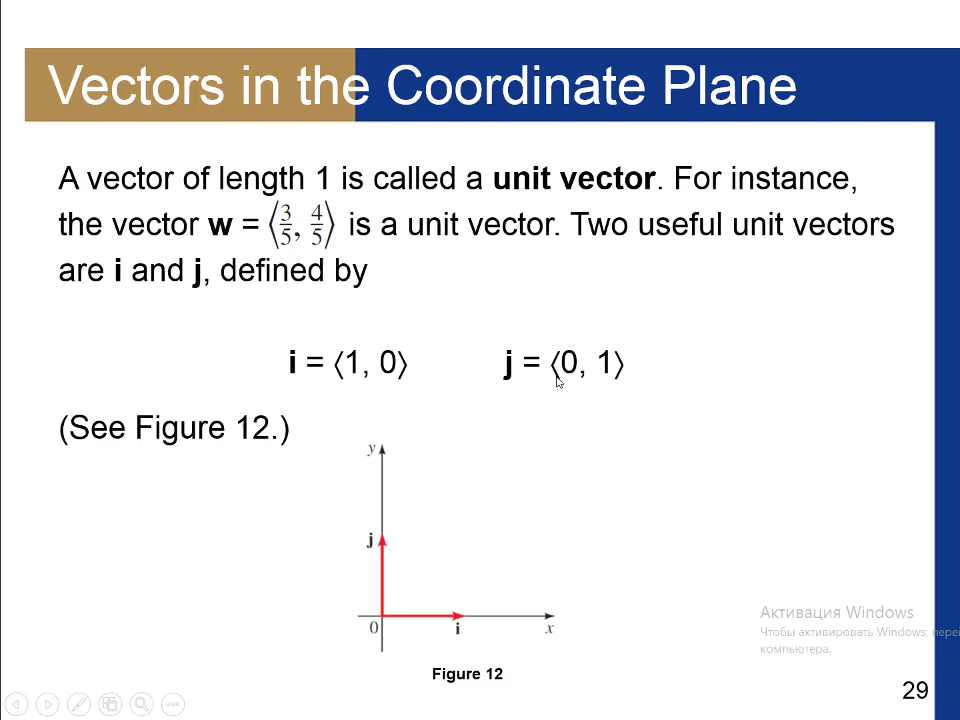 Vectors in the Coordinate Plane
A vector of length 1 is called a unit vector. For instance,
the vector w = ⟨3/5, 4/5⟩ is a unit vector. Two useful unit vectors
are i and j, defined by
i = ⟨1, 0⟩ j = ⟨0, 1⟩
(See Figure 12.)
y
j
0 i x
Figure 12
Активация Windows
Чтобы активировать Windows, пере
компьютера.
29